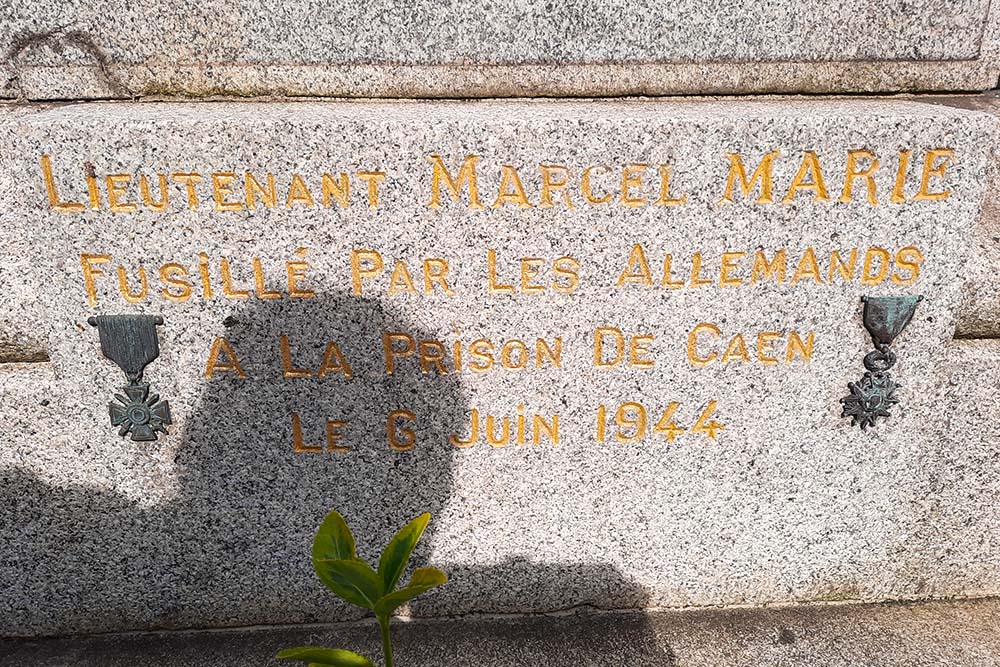 Lieutenant Marcel MARIE
Fusillé Par Les Allemands
A La Prison De Caen
Le 6 Juin 1944